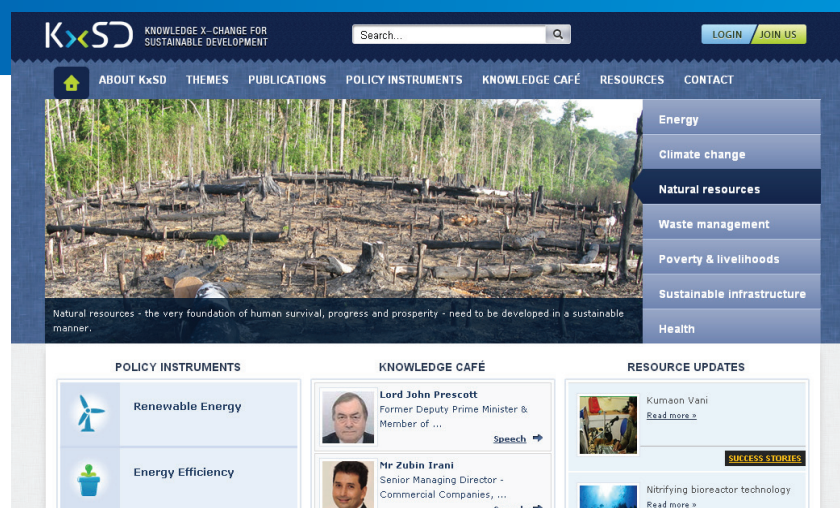 KxSD
KNOWLEDGE X-CHANGE FOR
SUSTAINABLE DEVELOPMENT
Search...
LOGIN
JOIN US
ABOUT KxSD
THEMES
PUBLICATIONS
POLICY INSTRUMENTS
KNOWLEDGE CAFÉ
RESOURCES
CONTACT
Energy
Climate change
Natural resources
Waste management
Poverty & livelihoods
Sustainable infrastructure
Health
Natural resources - the very foundation of human survival, progress and prosperity - need to be developed in a sustainable
manner.
POLICY INSTRUMENTS
Renewable Energy
Energy Efficiency
KNOWLEDGE CAFÉ
Lord John Prescott
Former Deputy Prime Minister &
Member of ...
Speech
Mr Zubin Irani
Senior Managing Director -
Commercial Companies, ...
Speech
RESOURCE UPDATES
Kumaon Vani
Read more »
SUCCESS STORIES
Nitrifying bioreactor technology
Read more »